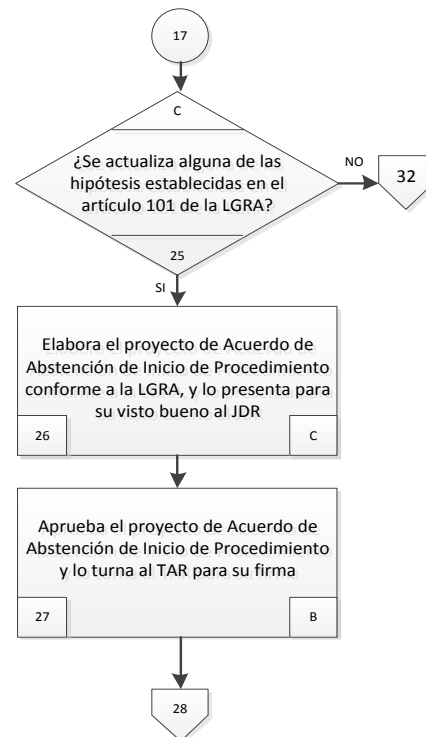 17
C
¿Se actualiza alguna de las
hipótesis establecidas en el
artículo 101 de la LGRA?
25
NO
32
SI
Elabora el proyecto de Acuerdo de
Abstención de Inicio de Procedimiento
conforme a la LGRA, y lo presenta para
su visto bueno al JDR
26
C
Aprueba el proyecto de Acuerdo de
Abstención de Inicio de Procedimiento
y lo turna al TAR para su firma
27
B
28